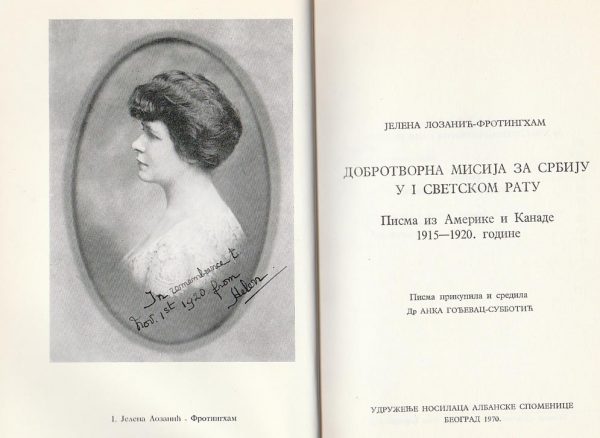 In remembrance t
Nov. 1st 1920 from
Helen
1. Јелена Лозанић - Фротингхам
ЈЕЛЕНА ЛОЗАНИЋ-ФРОТИНГХАМ
ДОБРОТВОРНА МИСИЈА ЗА СРБИЈУ
У I СВЕТСКОМ РАТУ
Писма из Америке и Канаде
1915—1920. године
Писма прикупила и средила
Др АНКА ГОЂЕВАЦ-СУББОТИЋ
УДРУЖЕЊЕ НОСИЛАЦА АЛБАНСКЕ СПОМЕНИЦЕ
БЕОГРАД 1970.